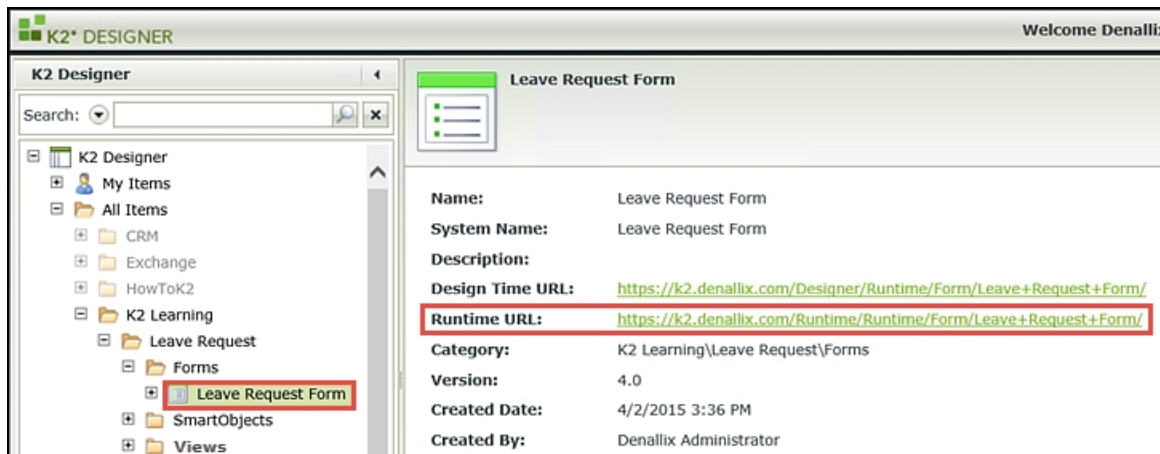 K2* DESIGNER
Welcome Denallix
K2 Designer
Search:
K2 Designer
My Items
All Items
CRM
Exchange
HowToK2
K2 Learning
Leave Request
Forms
Leave Request Form
SmartObjects
Views
Leave Request Form
Name: Leave Request Form
System Name: Leave Request Form
Description:
Design Time URL: https://k2.denallix.com/Designer/Runtime/Form/Leave+Request+Form/
Runtime URL: https://k2.denallix.com/Runtime/Runtime/Form/Leave+Request+Form/
Category: K2 Learning\Leave Request\Forms
Version: 4.0
Created Date: 4/2/2015 3:36 PM
Created By: Denallix Administrator